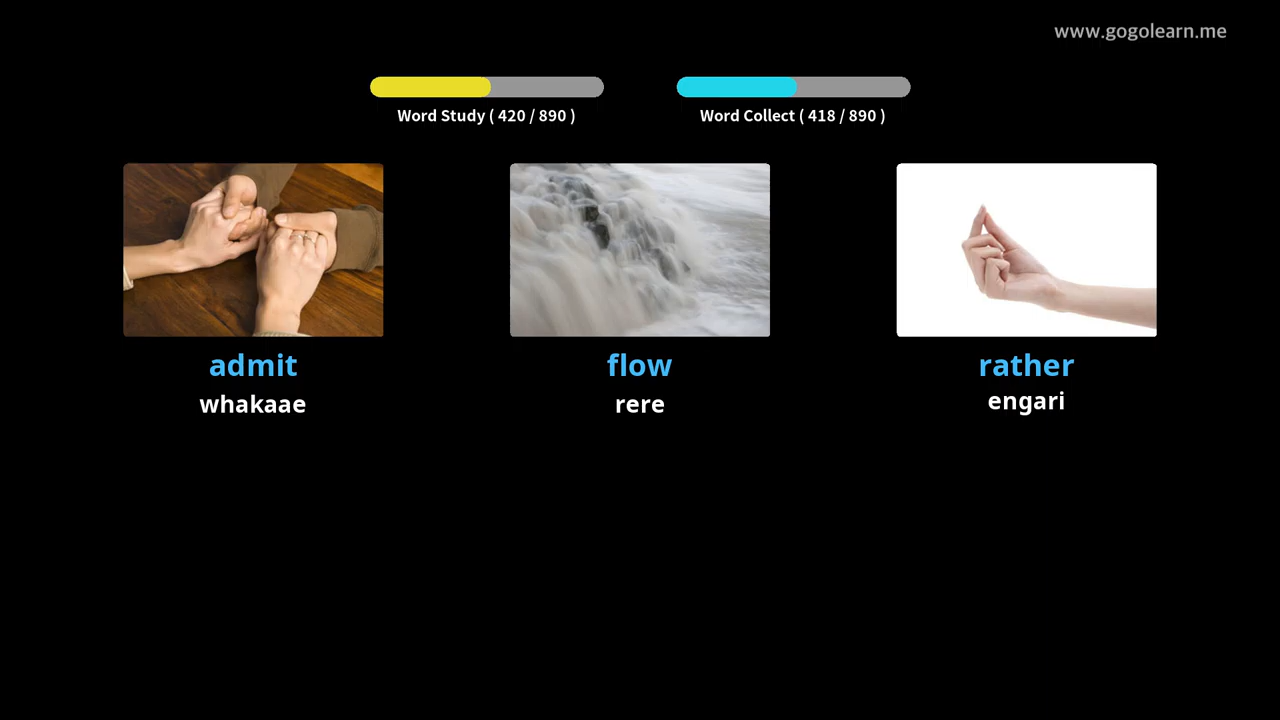 www.gogolearn.me
Word Study ( 420 / 890 )
Word Collect ( 418 / 890 )
admit
flow
rather
whakaae
rere
engari